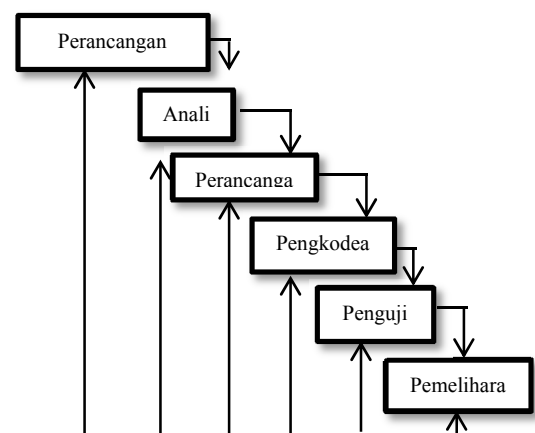 Perancangan
Anali
Perancanga
Pengkodea
Penguji
Pemelihara